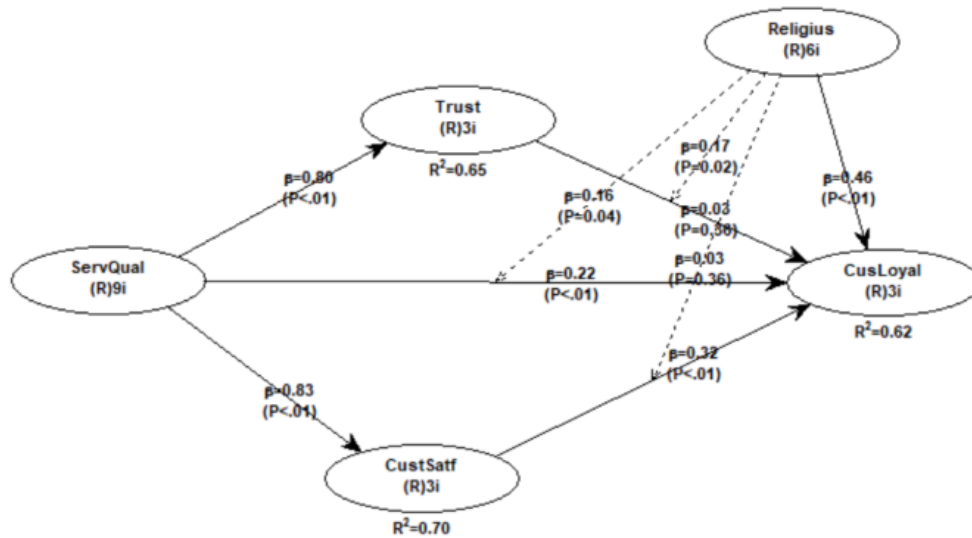 Religius
(R)6i
Trust
(R)3i
R²=0.65
β=0.17
(P=0.02)
β=0.80
(P<.01)
β=0.16
(P=0.04)
β=0.46
(P<.01)
β=0.03
ServQual
(R)9i
β=0.22
(P<.01)
β=0.03
(P=0.36)
CusLoyal
(R)3i
R²=0.62
β=0.32
(P<.01)
β=0.83
(P<.01)
CustSatf
(R)3i
R²=0.70